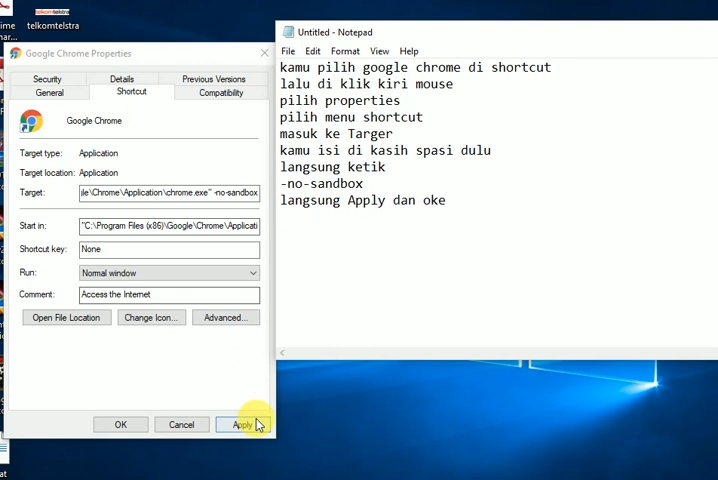 telkomtelstra
Google Chrome Properties
Security Details Previous Versions
General Shortcut Compatibility
Google Chrome
Target type: Application
Target location: Application
Target: \Chrome\Application\chrome.exe" -no-sandbox
Start in: "C:\Program Files (x86)\Google\Chrome\Applicati
Shortcut key: None
Run: Normal window
Comment: Access the Internet
Open File Location Change Icon... Advanced...
OK Cancel Apply
Untitled - Notepad
File Edit Format View Help
kamu pilih google chrome di shortcut
lalu di klik kiri mouse
pilih properties
pilih menu shortcut
masuk ke Targer
kamu isi di kasih spasi dulu
langsung ketik
-no-sandbox
langsung Apply dan oke